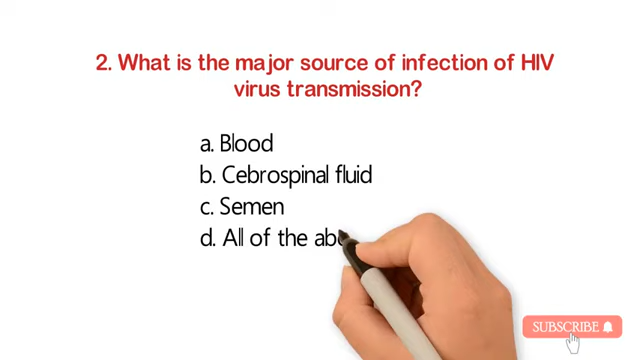 2. What is the major source of infection of HIV
virus transmission?
a. Blood
b. Cebrospinal fluid
c. Semen
d. All of the
SUBSCRIBE